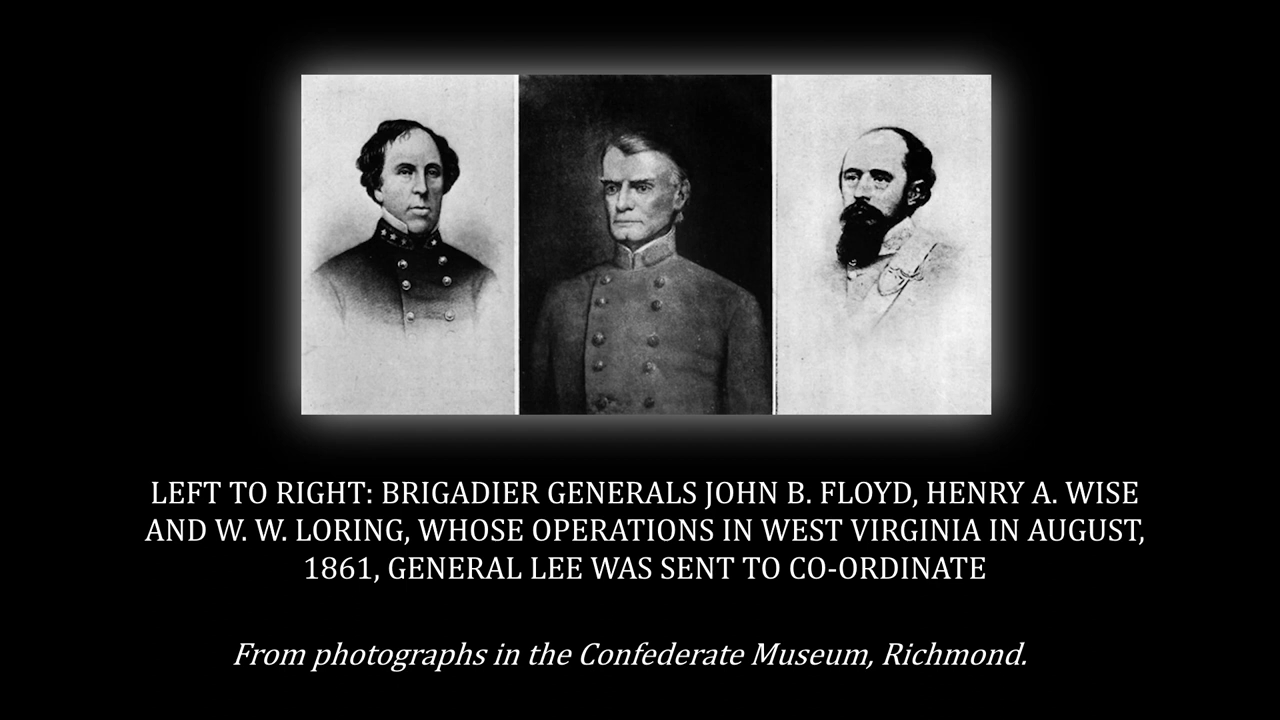 LEFT TO RIGHT: BRIGADIER GENERALS JOHN B. FLOYD, HENRY A. WISE
AND W. W. LORING, WHOSE OPERATIONS IN WEST VIRGINIA IN AUGUST,
1861, GENERAL LEE WAS SENT TO CO-ORDINATE
From photographs in the Confederate Museum, Richmond.